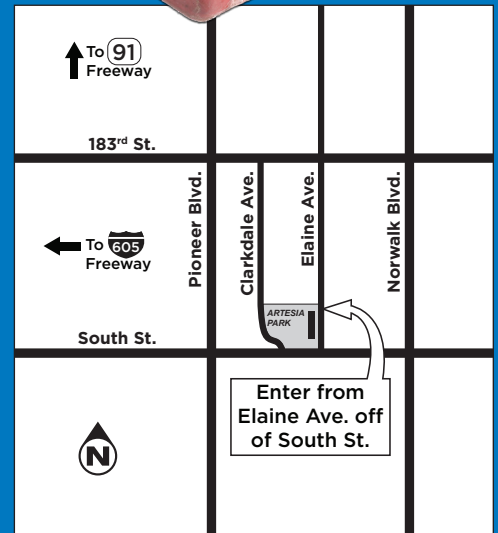 To 91
Freeway
183rd St.
Pioneer Blvd.
Clarkdale Ave.
Elaine Ave.
Norwalk Blvd.
To 605
Freeway
ARTESIA
PARK
South St.
Enter from
Elaine Ave. off
of South St.
N